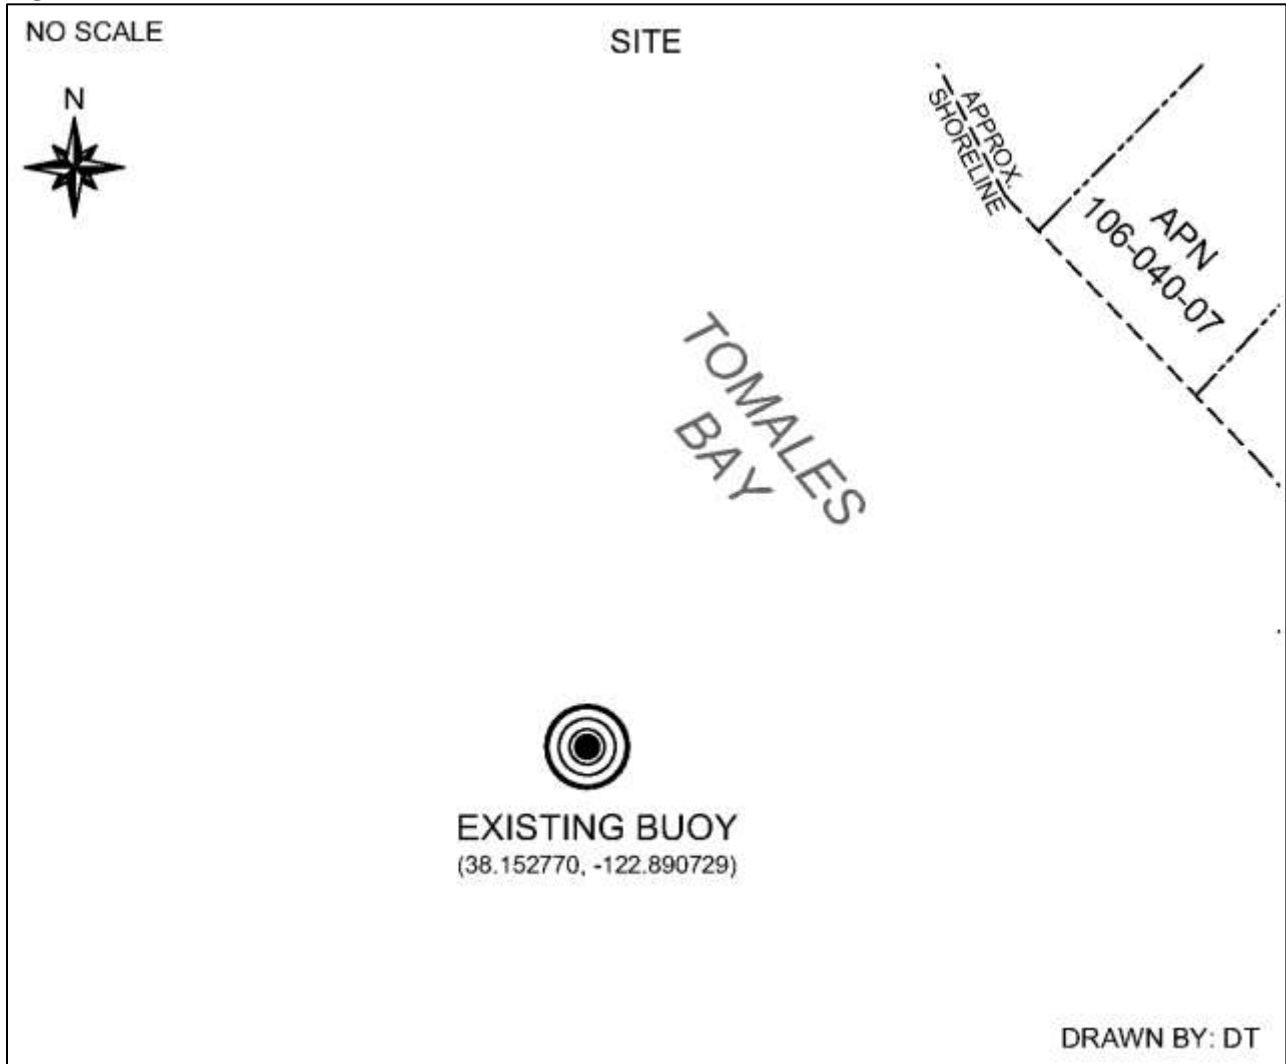 NO SCALE
SITE
N
APPROX.
SHORELINE
APN
106-040-07
TOMALES
BAY
EXISTING BUOY
(38.152770, -122.890729)
DRAWN BY: DT